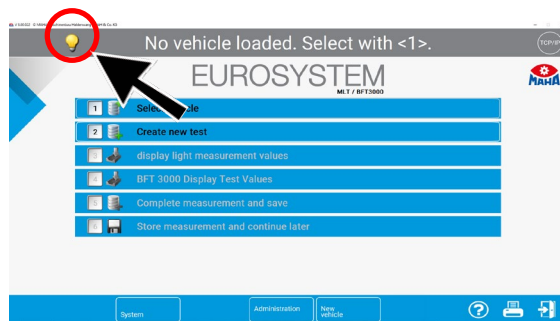 No vehicle loaded. Select with <1>.
TCP/IP
EUROSYSTEM
MLT / BFT3000
MAHA
1
2 Create new test
display light measurement values
BFT 3000 Display Test Values
5 Complete measurement and save
6 Store measurement and continue later
System
Administration
New
vehicle
?